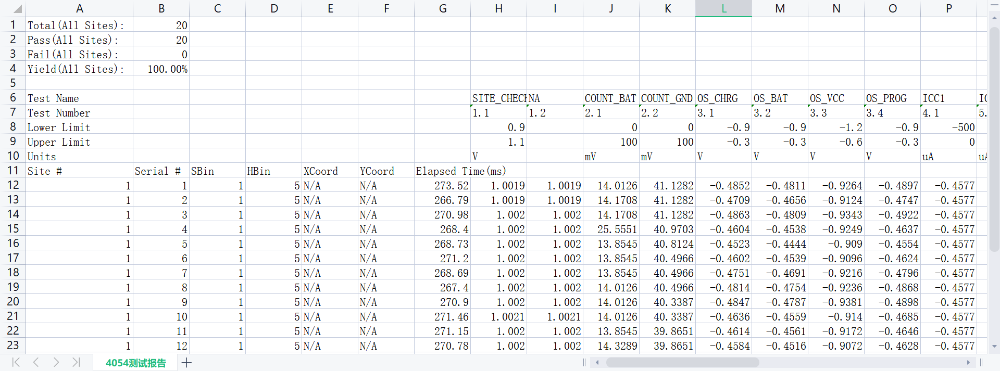 A B C D E F G H I J K L M N O P
1 Total(All Sites): 20
2 Pass(All Sites): 20
3 Fail(All Sites): 0
4 Yield(All Sites): 100.00%
5
6 Test Name SITE_CHECK NA COUNT_BAT COUNT_GND OS_CHRG OS_BAT OS_VCC OS_PROG ICC1
7 Test Number 1.1 1.2 2.1 2.2 3.1 3.2 3.3 3.4 4.1 5.
8 Lower Limit 0.9 0 0 -0.9 -0.9 -1.2 -0.9 -500
9 Upper Limit 1.1 100 100 -0.3 -0.3 -0.6 -0.3 0
10 Units V mV mV V V V V uA uA
11 Site # Serial # SBin HBin XCoord YCoord Elapsed Time(ms)
12 1 1 1 5 N/A N/A 273.52 1.0019 1.0019 14.0126 41.1282 -0.4852 -0.4811 -0.9264 -0.4897 -0.4577
13 1 2 1 5 N/A N/A 266.79 1.0019 1.0019 14.1708 41.1282 -0.4709 -0.4656 -0.9124 -0.4747 -0.4577
14 1 3 1 5 N/A N/A 270.98 1.002 1.002 14.1708 41.1282 -0.4863 -0.4809 -0.9343 -0.4922 -0.4577
15 1 4 1 5 N/A N/A 268.4 1.002 1.002 25.5551 40.9703 -0.4604 -0.4538 -0.9249 -0.4637 -0.4577
16 1 5 1 5 N/A N/A 268.73 1.002 1.002 13.8545 40.8124 -0.4523 -0.4444 -0.909 -0.4554 -0.4577
17 1 6 1 5 N/A N/A 271.2 1.002 1.002 13.8545 40.4966 -0.4602 -0.4539 -0.9096 -0.4624 -0.4577
18 1 7 1 5 N/A N/A 268.69 1.002 1.002 13.8545 40.4966 -0.4751 -0.4691 -0.9216 -0.4796 -0.4577
19 1 8 1 5 N/A N/A 267.4 1.002 1.002 14.0126 40.4966 -0.4814 -0.4754 -0.9236 -0.4868 -0.4577
20 1 9 1 5 N/A N/A 270.9 1.002 1.002 14.0126 40.3387 -0.4847 -0.4787 -0.9381 -0.4898 -0.4577
21 1 10 1 5 N/A N/A 271.46 1.0021 1.0021 14.0126 40.3387 -0.4636 -0.4559 -0.914 -0.4685 -0.4577
22 1 11 1 5 N/A N/A 271.15 1.002 1.002 13.8545 39.8651 -0.4614 -0.4561 -0.9172 -0.4646 -0.4577
23 1 12 1 5 N/A N/A 270.78 1.002 1.002 14.3289 39.8651 -0.4584 -0.4516 -0.9072 -0.4628 -0.4577
4054测试报告